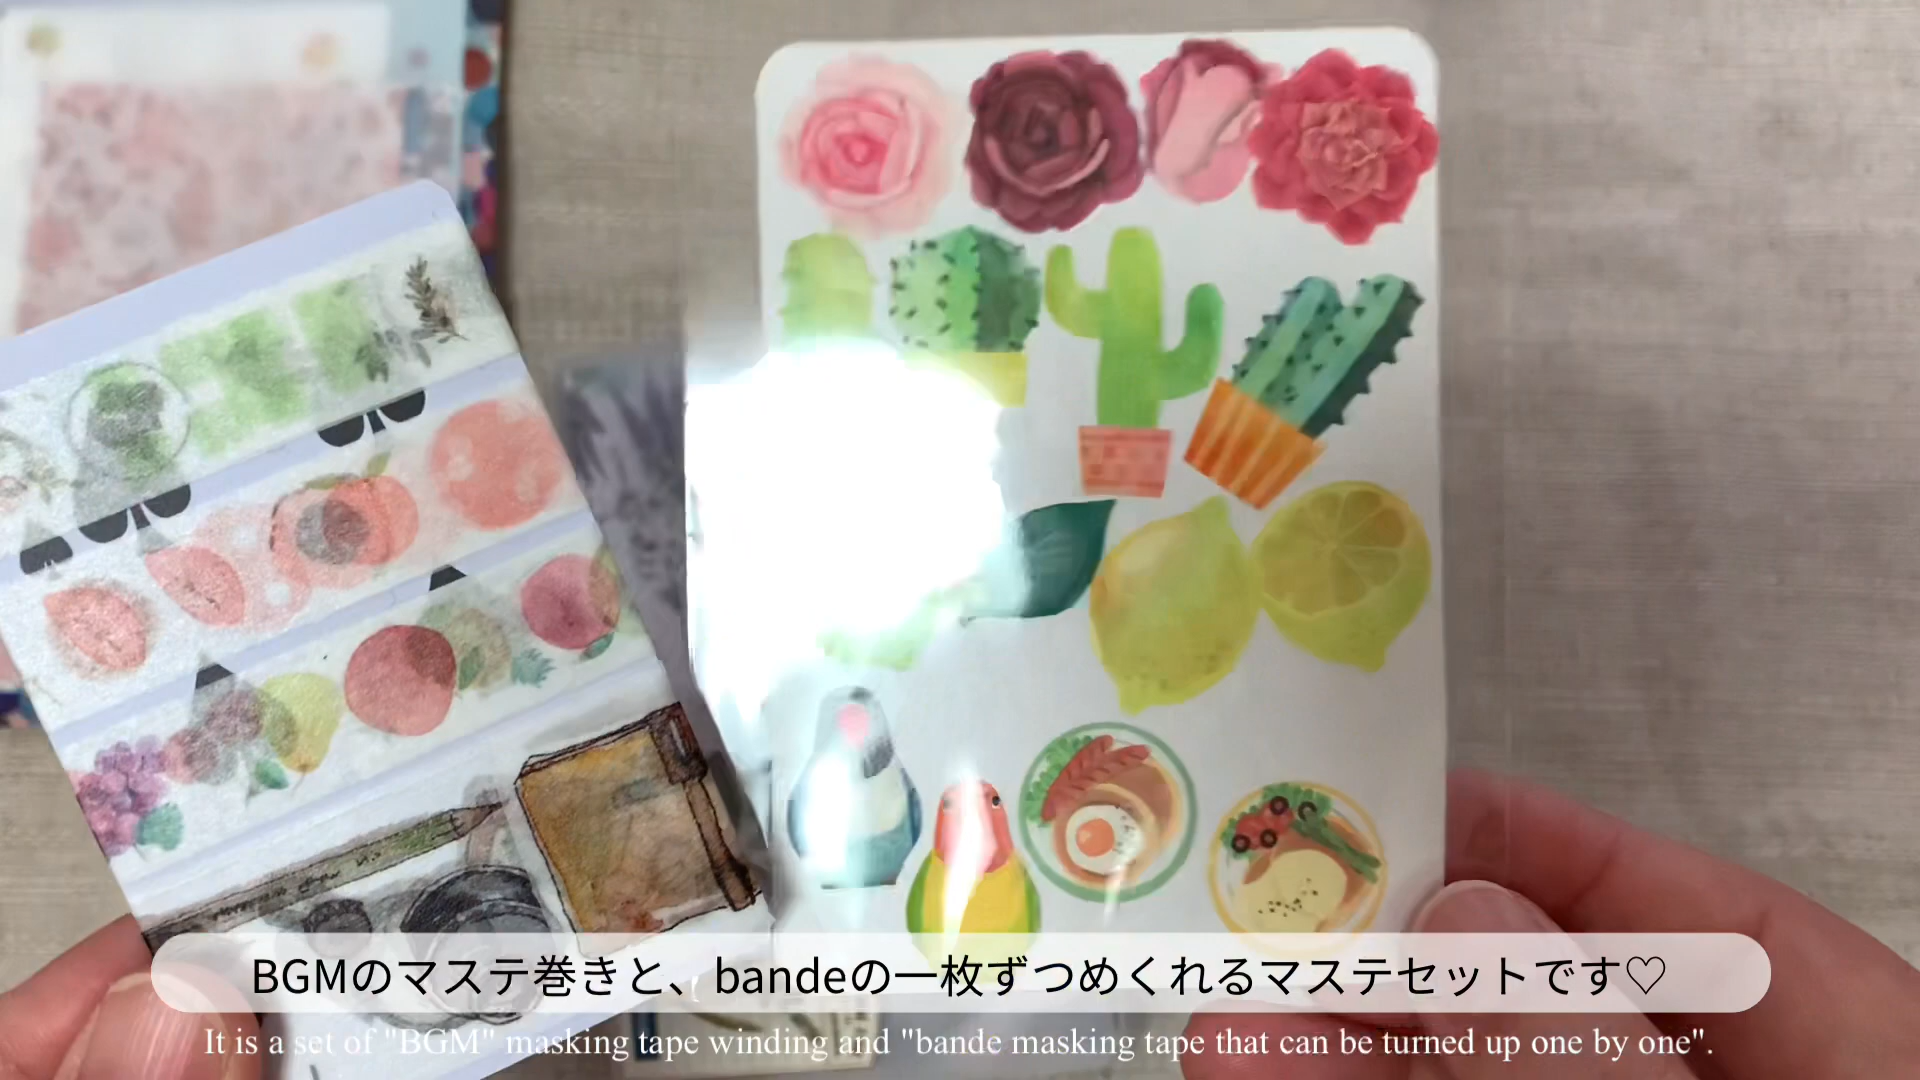 BGMのマステ巻きと、bandeの一枚ずつめくれるマステセットです♡
It is a set of "BGM" masking tape winding and "bande masking tape that can be turned up one by one".